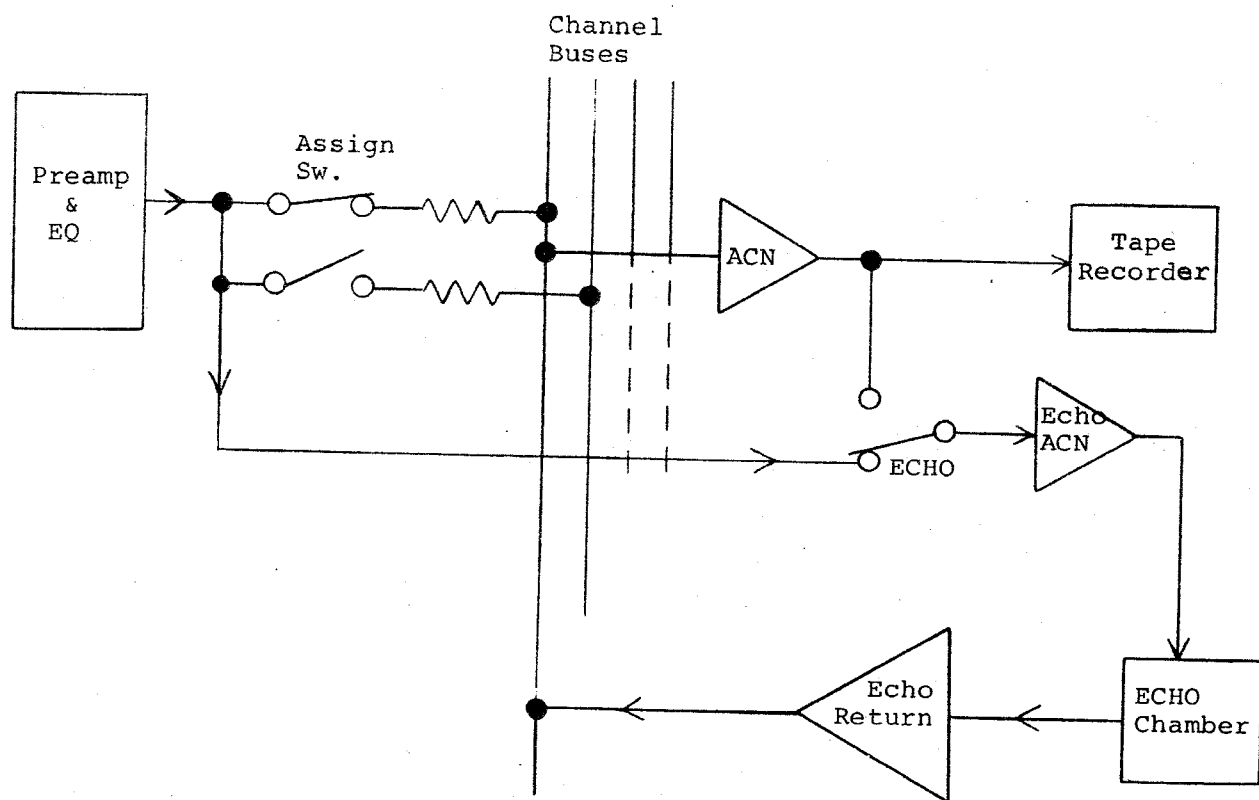 Channel
Buses
Preamp
&
EQ
Assign
Sw.
ACN
Tape
Recorder
Echo
ACN
ECHO
Echo
Return
ECHO
Chamber